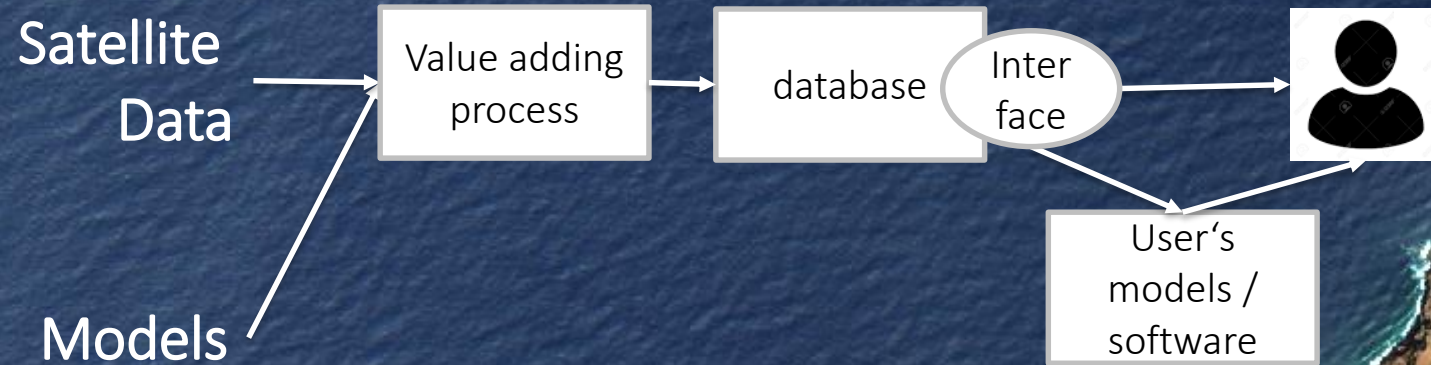 Satellite
Data
Models
Value adding
process
database
Inter
face
User‘s
models /
software